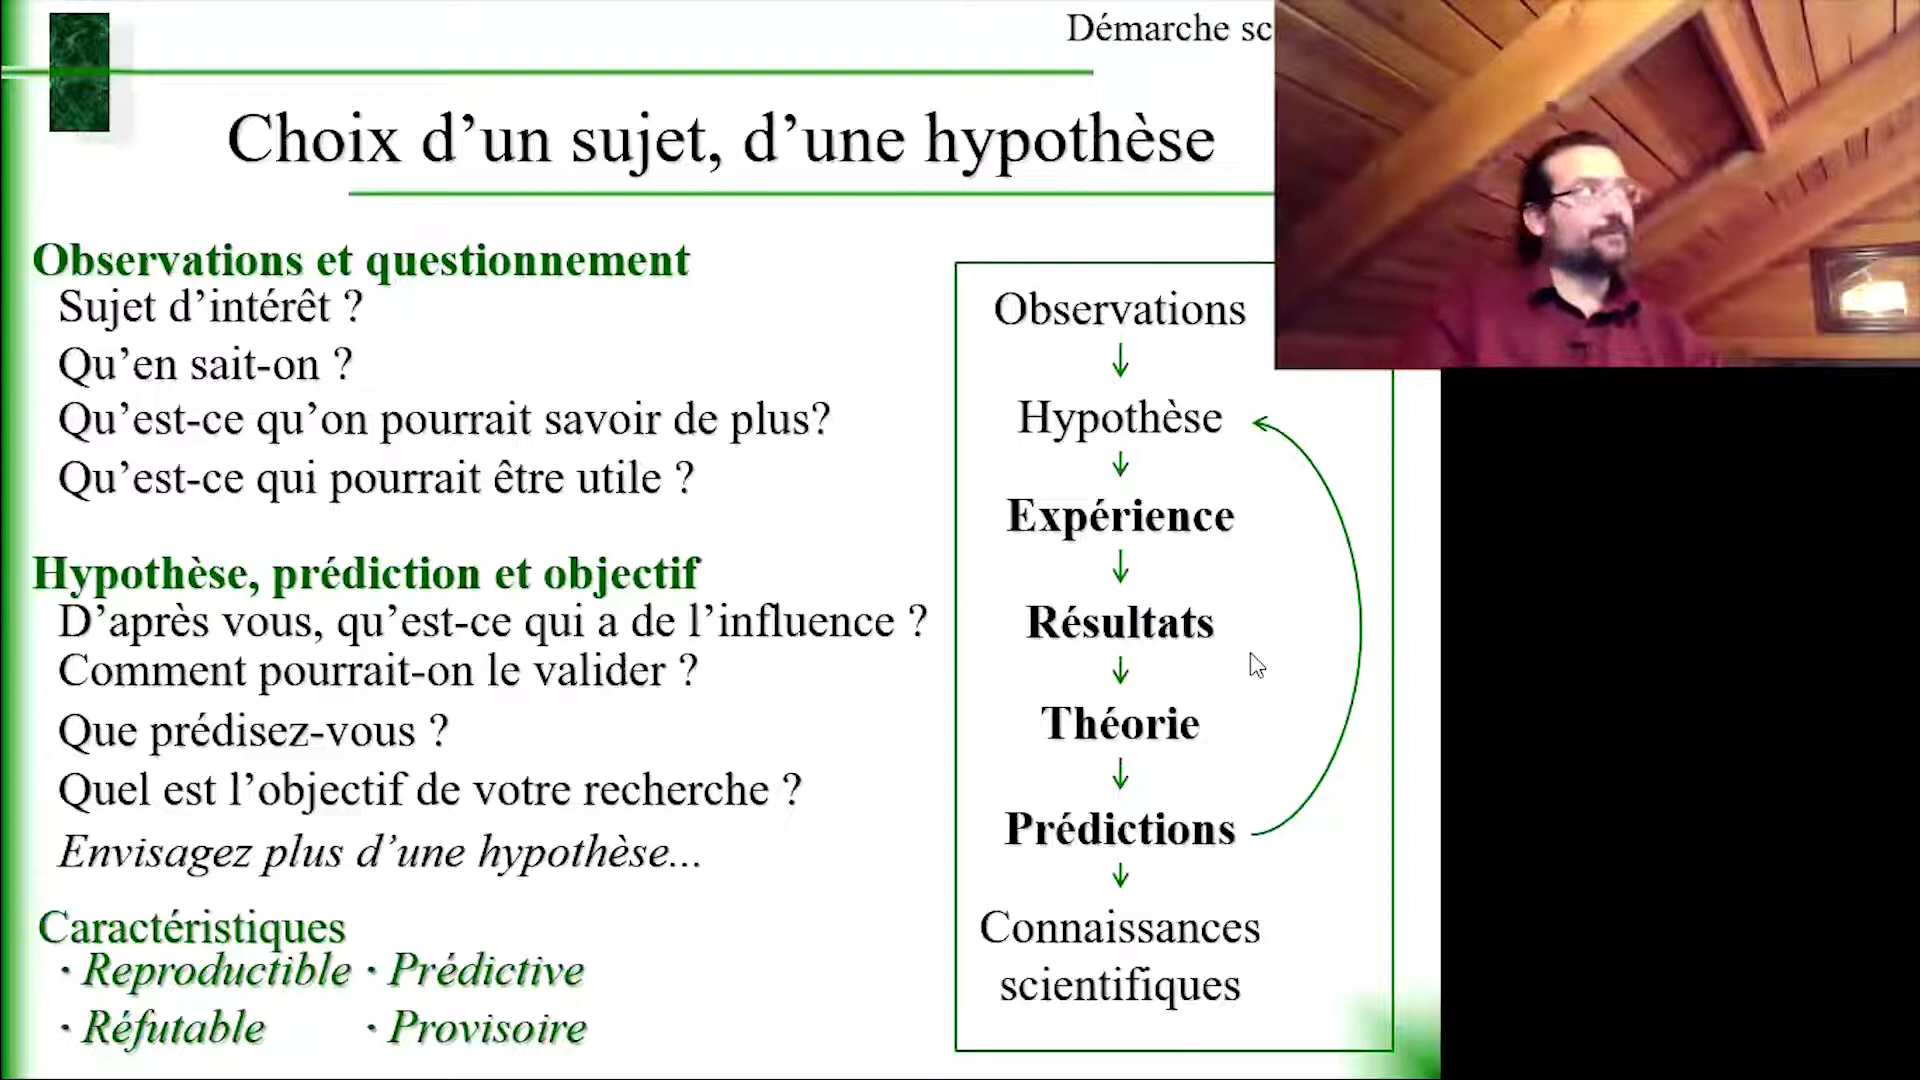 Démarche sc
Choix d’un sujet, d’une hypothèse
Observations et questionnement
Sujet d’intérêt ?
Qu’en sait-on ?
Qu’est-ce qu’on pourrait savoir de plus?
Qu’est-ce qui pourrait être utile ?
Hypothèse, prédiction et objectif
D’après vous, qu’est-ce qui a de l’influence ?
Comment pourrait-on le valider ?
Que prédisez-vous ?
Quel est l’objectif de votre recherche ?
Envisagez plus d’une hypothèse...
Caractéristiques
· Reproductible · Prédictive
· Réfutable · Provisoire
Observations
Hypothèse
Expérience
Résultats
Théorie
Prédictions
Connaissances
scientifiques